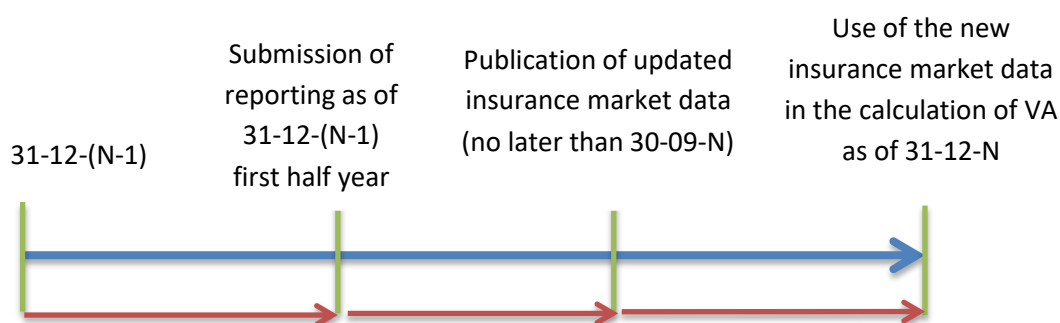 31-12-(N-1)
Submission of
reporting as of
31-12-(N-1)
first half year
Publication of updated
insurance market data
(no later than 30-09-N)
Use of the new
insurance market data
in the calculation of VA
as of 31-12-N